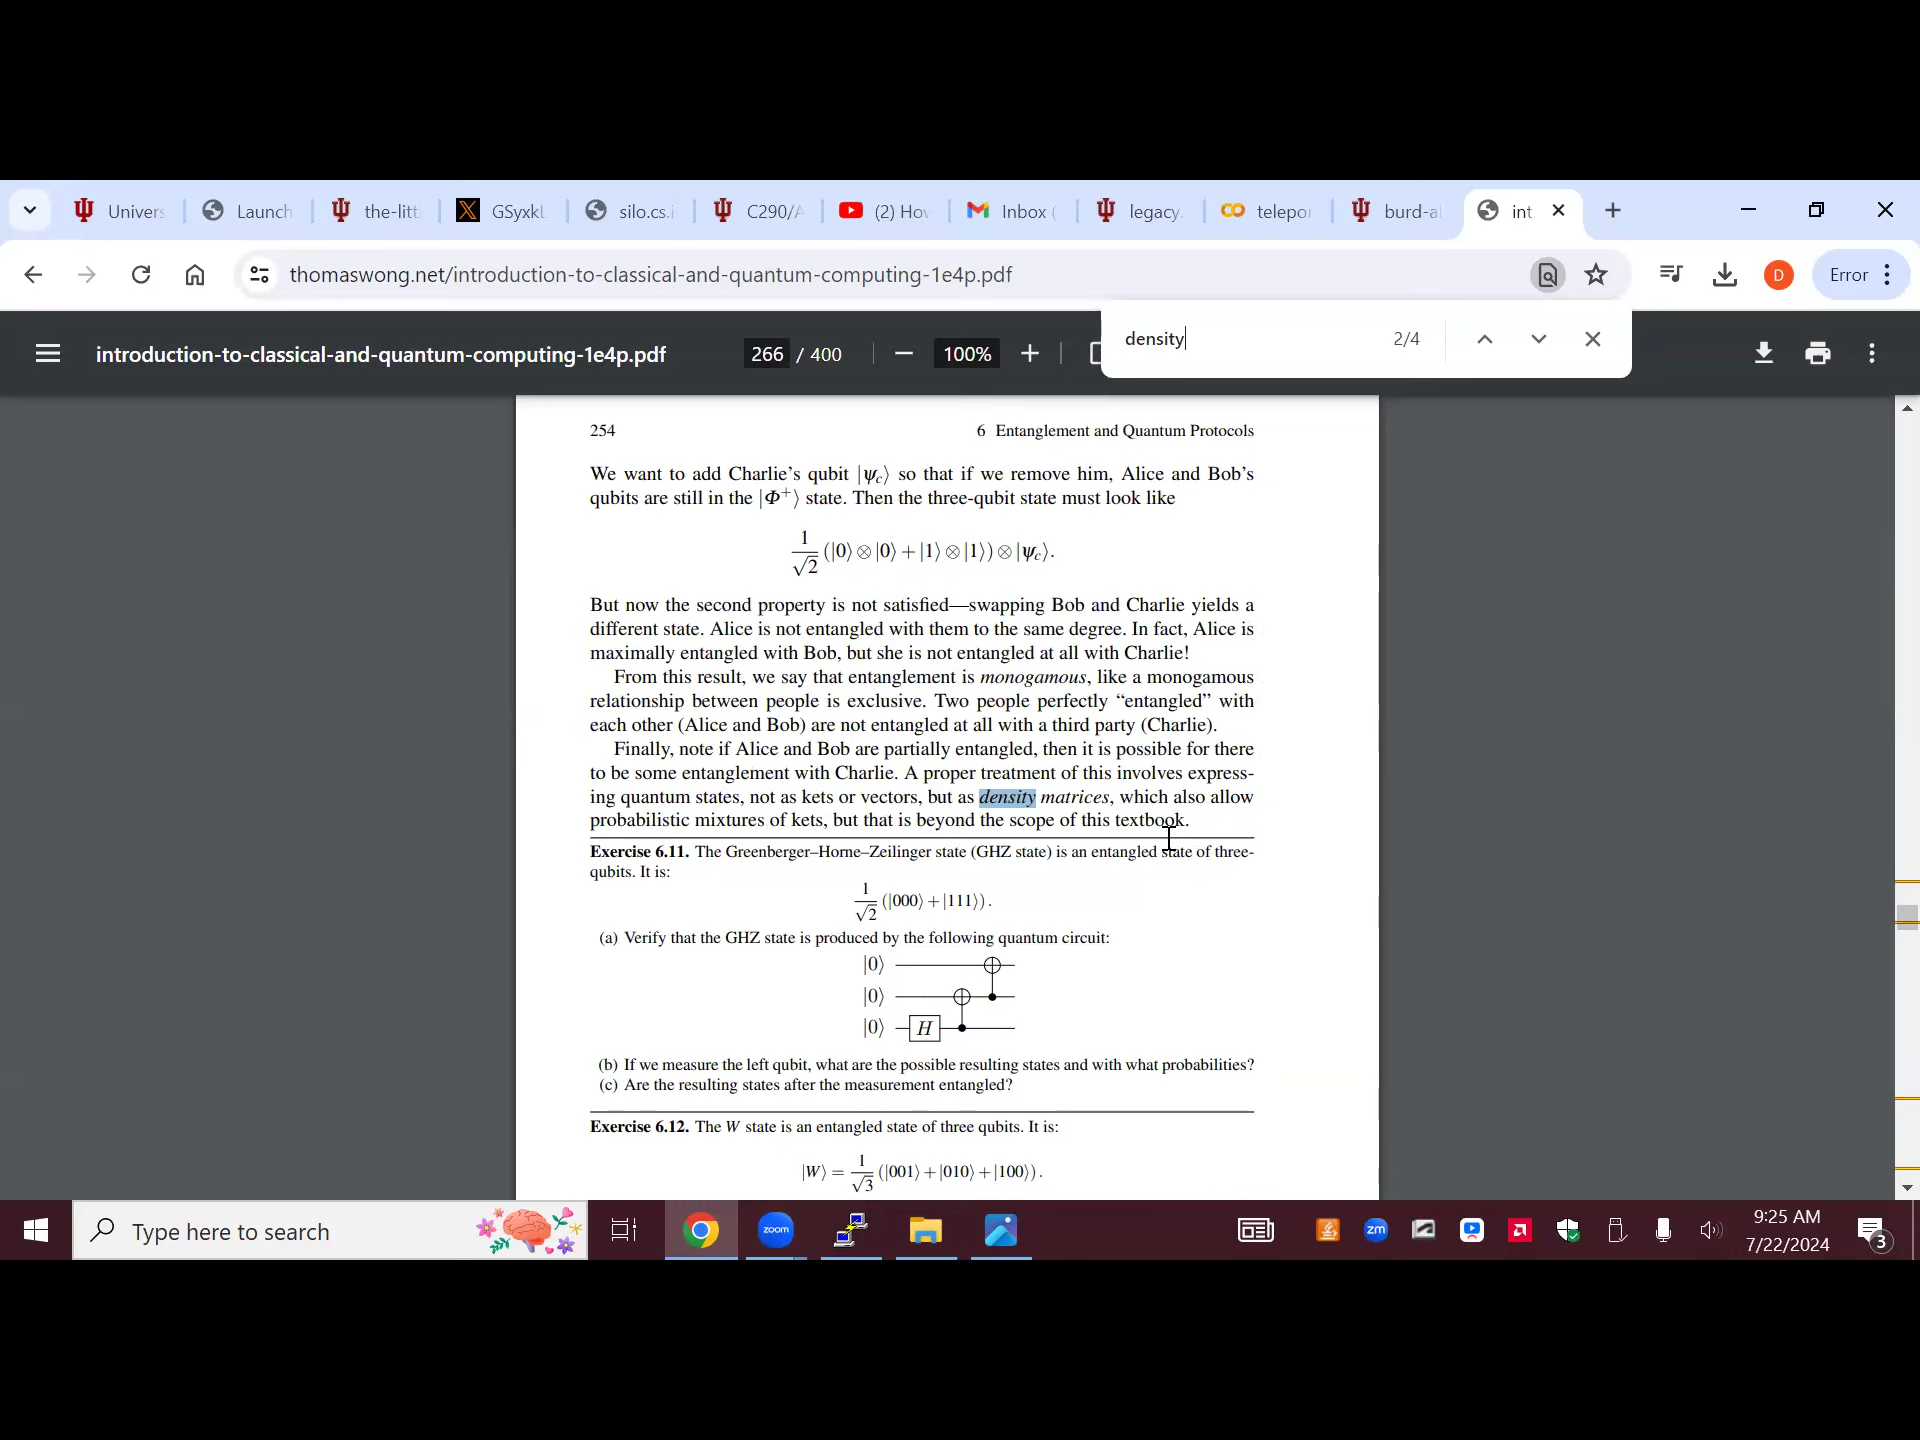 Univers
Launch
the-litt
GSyxkL
silo.cs.i
C290/A
(2) Hov
Inbox (
legacy.
telepor
burd-al
int
thomaswong.net/introduction-to-classical-and-quantum-computing-1e4p.pdf
D
Error
density
2/4
introduction-to-classical-and-quantum-computing-1e4p.pdf
266 / 400
100%
254
6 Entanglement and Quantum Protocols
We want to add Charlie's qubit |ψc⟩ so that if we remove him, Alice and Bob's
qubits are still in the |Φ+⟩ state. Then the three-qubit state must look like
1/√2 (|0⟩ ⊗ |0⟩ + |1⟩ ⊗ |1⟩) ⊗ |ψc⟩.
But now the second property is not satisfied—swapping Bob and Charlie yields a
different state. Alice is not entangled with them to the same degree. In fact, Alice is
maximally entangled with Bob, but she is not entangled at all with Charlie!
From this result, we say that entanglement is monogamous, like a monogamous
relationship between people is exclusive. Two people perfectly “entangled” with
each other (Alice and Bob) are not entangled at all with a third party (Charlie).
Finally, note if Alice and Bob are partially entangled, then it is possible for there
to be some entanglement with Charlie. A proper treatment of this involves express-
ing quantum states, not as kets or vectors, but as density matrices, which also allow
probabilistic mixtures of kets, but that is beyond the scope of this textbook.
Exercise 6.11. The Greenberger–Horne–Zeilinger state (GHZ state) is an entangled state of three-
qubits. It is:
1/√2 (|000⟩ + |111⟩).
(a) Verify that the GHZ state is produced by the following quantum circuit:
|0⟩
|0⟩
|0⟩ H
(b) If we measure the left qubit, what are the possible resulting states and with what probabilities?
(c) Are the resulting states after the measurement entangled?
Exercise 6.12. The W state is an entangled state of three qubits. It is:
|W⟩ = 1/√3 (|001⟩ + |010⟩ + |100⟩).
Type here to search
zoom
zm
9:25 AM
7/22/2024
3